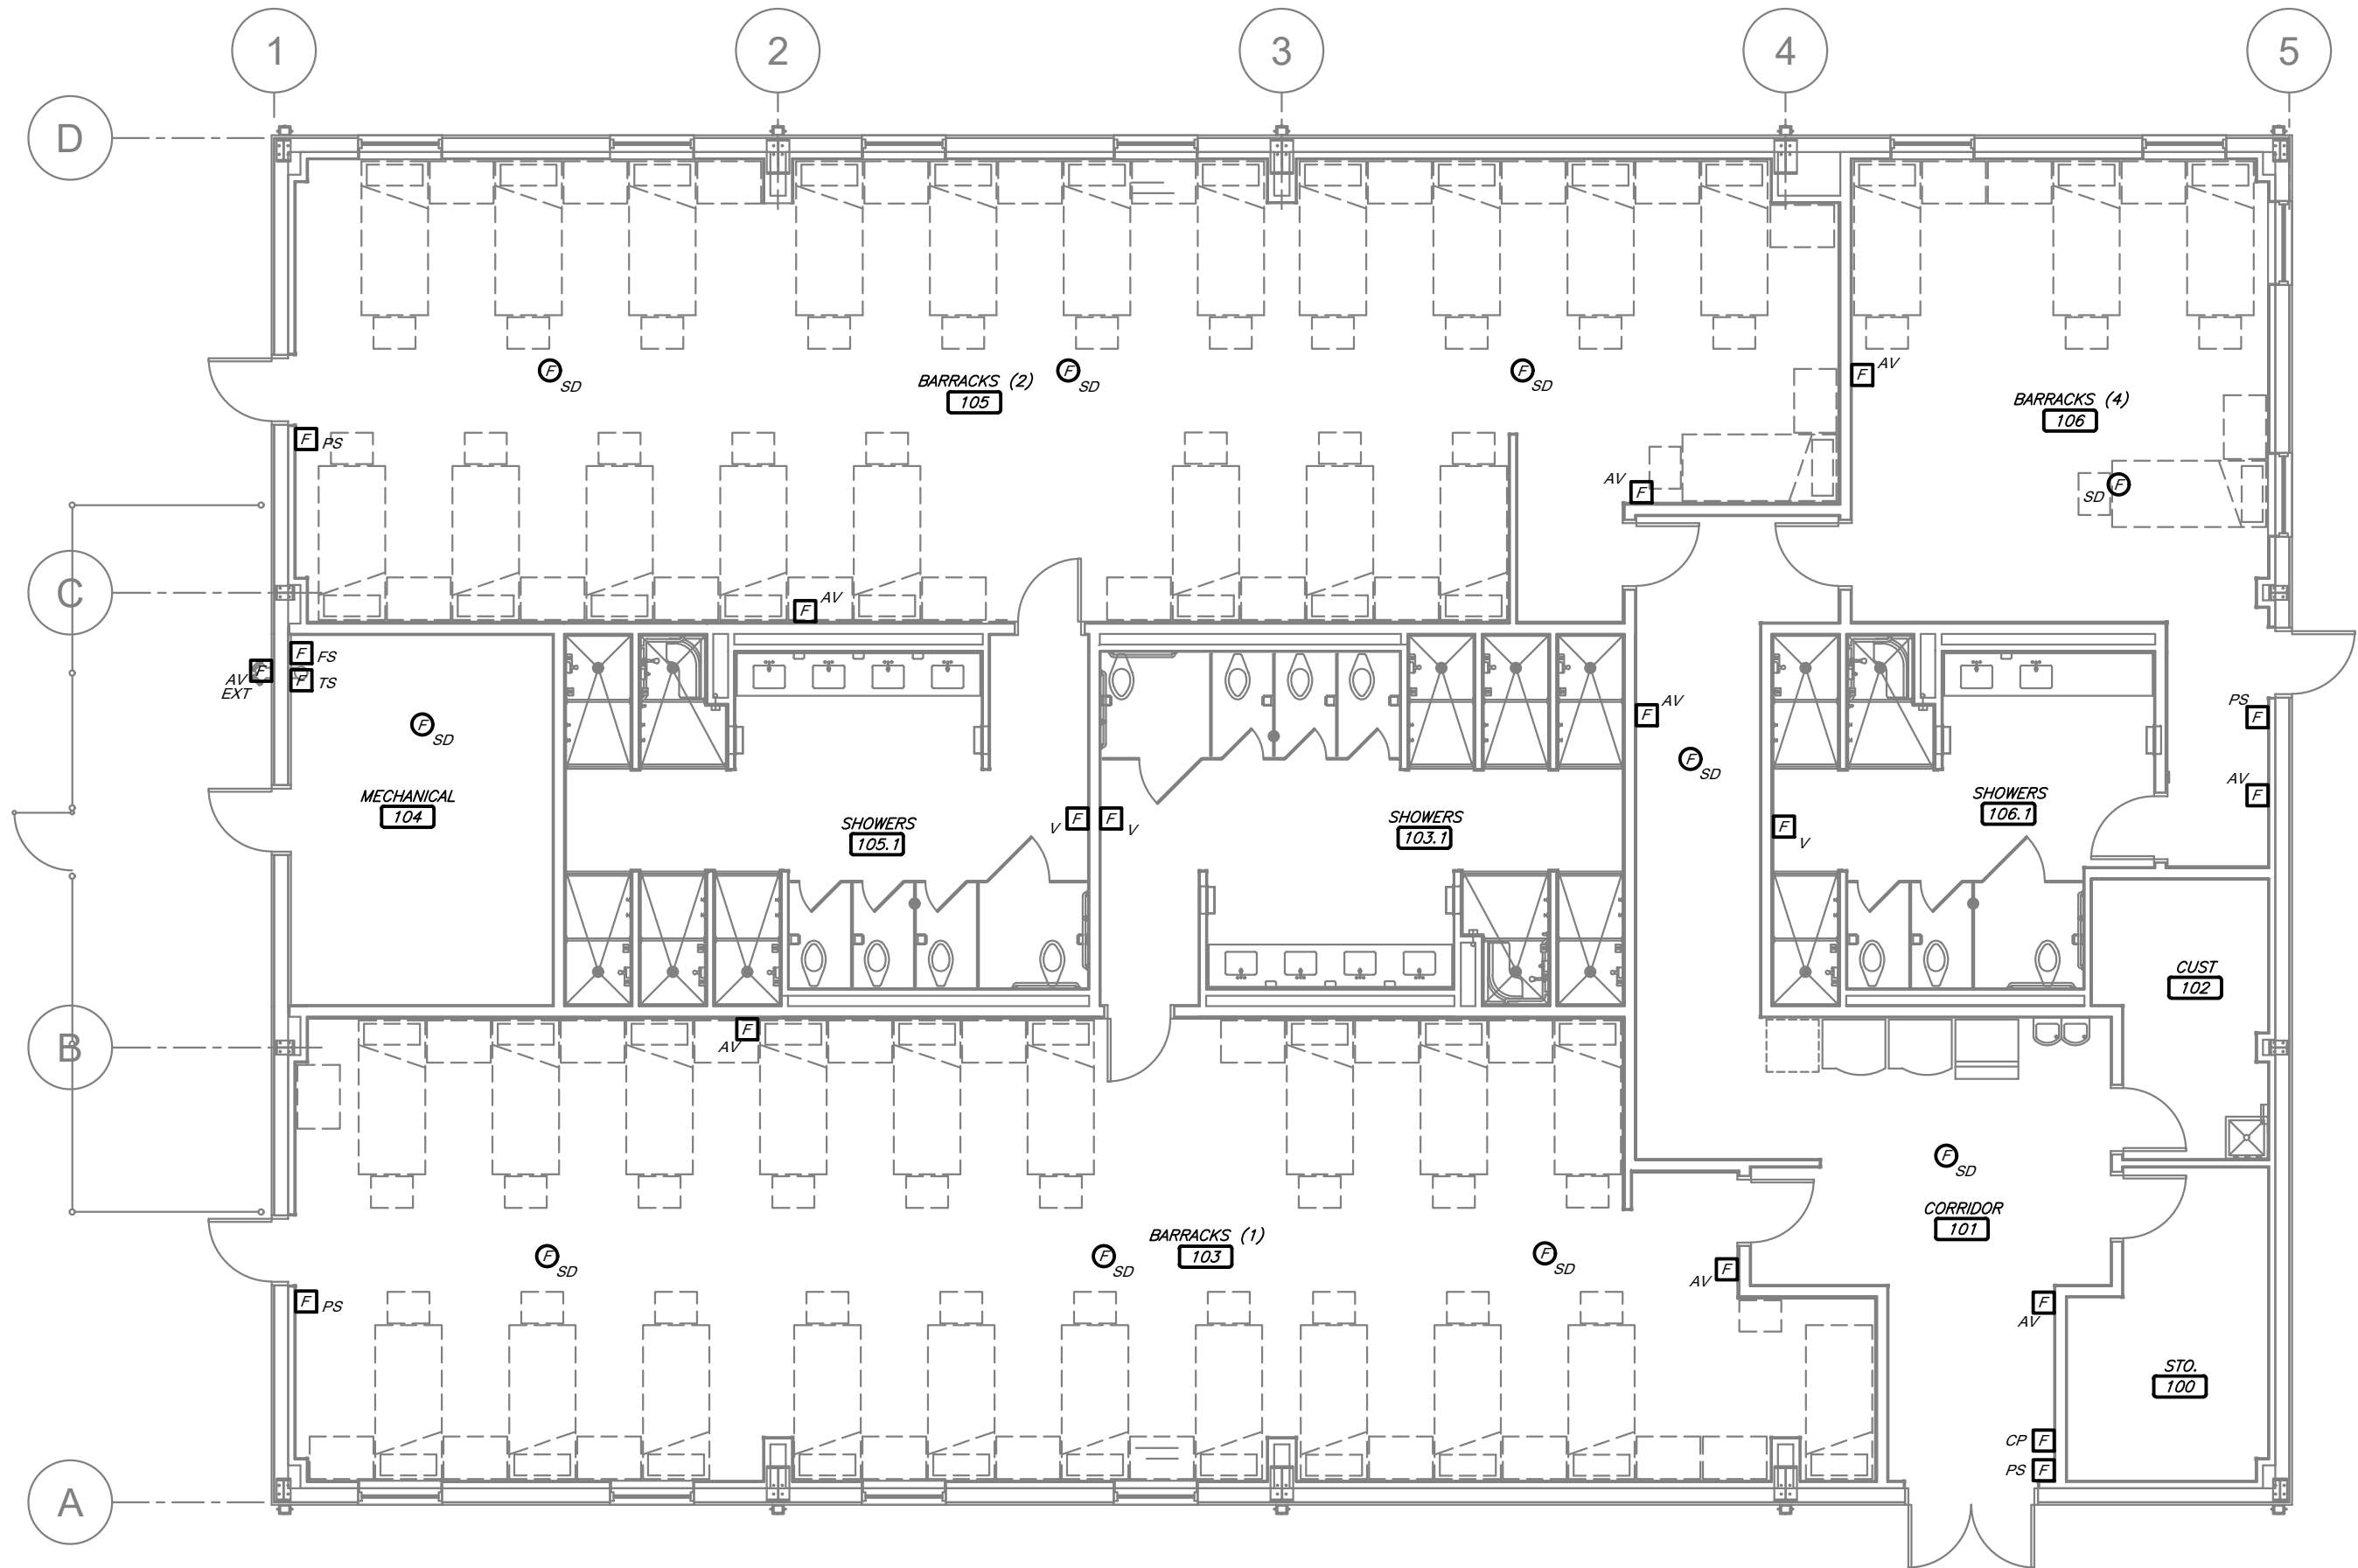 1 2 3 4 5
D
F SD
F SD
F SD
F AV
BARRACKS (2)
105
BARRACKS (4)
106
F PS
AV F
SD F
C
F AV
F FS
AV F
EXT
F TS
F AV
PS F
F SD
F SD
MECHANICAL
104
AV F
SHOWERS
106.1
SHOWERS
105.1
V F
F V
SHOWERS
103.1
F V
CUST
102
B
F
AV
F SD
CORRIDOR
101
BARRACKS (1)
103
F SD
F SD
F SD
AV F
F PS
F
AV
STO.
100
CP F
PS F
A